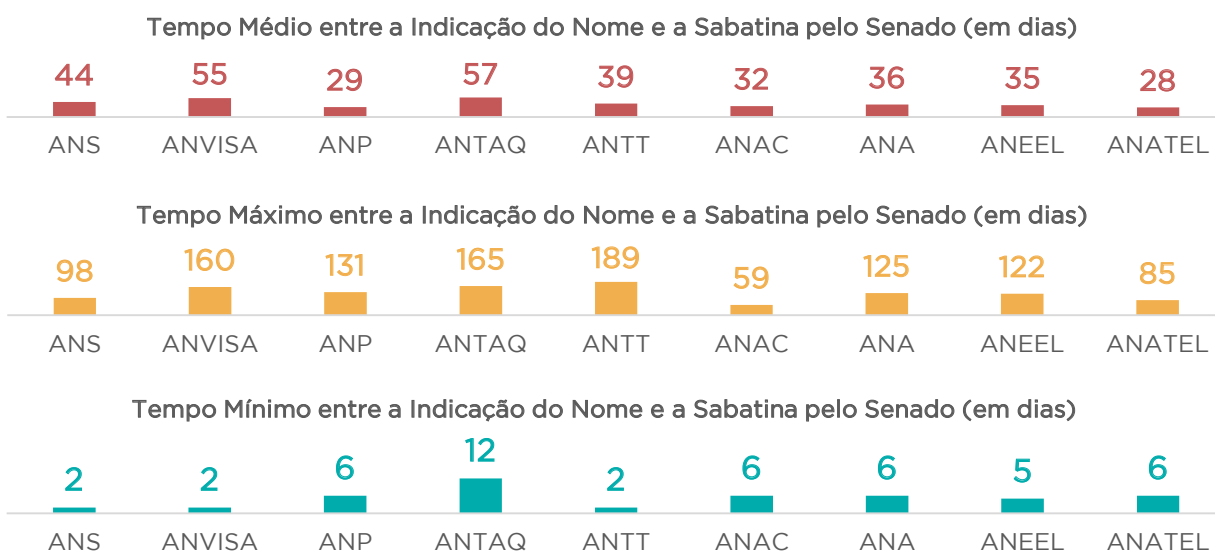 Tempo Médio entre a Indicação do Nome e a Sabatina pelo Senado (em dias)
44 55 29 57 39 32 36 35 28
ANS ANVISA ANP ANTAQ ANTT ANAC ANA ANEEL ANATEL
Tempo Máximo entre a Indicação do Nome e a Sabatina pelo Senado (em dias)
98 160 131 165 189 59 125 122 85
ANS ANVISA ANP ANTAQ ANTT ANAC ANA ANEEL ANATEL
Tempo Mínimo entre a Indicação do Nome e a Sabatina pelo Senado (em dias)
2 2 6 12 2 6 6 5 6
ANS ANVISA ANP ANTAQ ANTT ANAC ANA ANEEL ANATEL